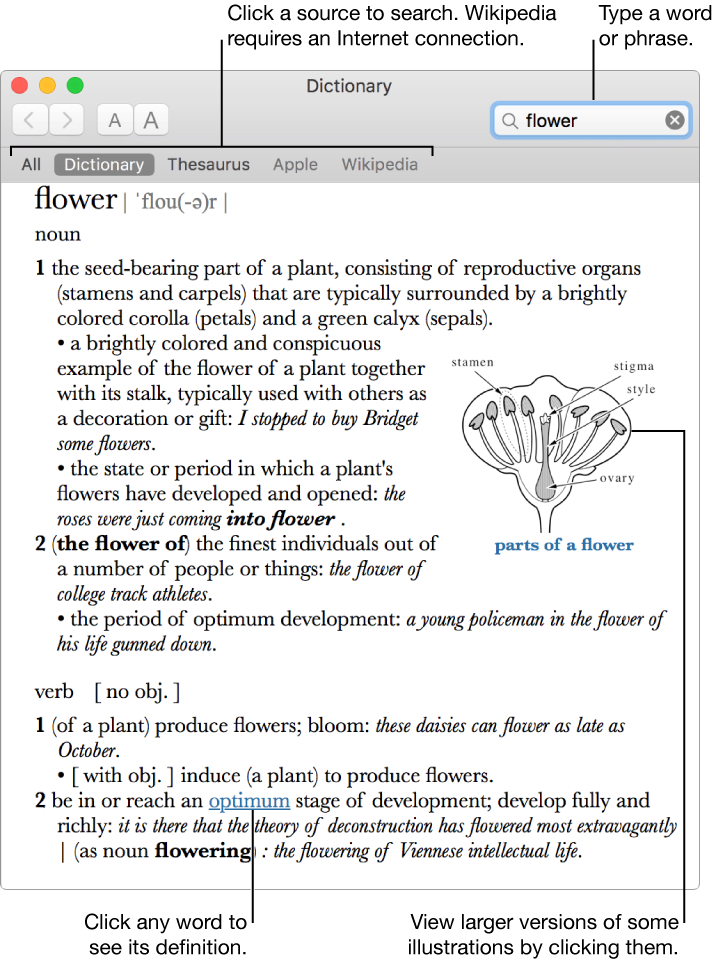 Click a source to search. Wikipedia
requires an Internet connection.
Type a word
or phrase.
Dictionary
A A
flower
All Dictionary Thesaurus Apple Wikipedia
flower | ˈflou(-ə)r |
noun
1 the seed-bearing part of a plant, consisting of reproductive organs
(stamens and carpels) that are typically surrounded by a brightly
colored corolla (petals) and a green calyx (sepals).
• a brightly colored and conspicuous
example of the flower of a plant together
with its stalk, typically used with others as
a decoration or gift: I stopped to buy Bridget
some flowers.
• the state or period in which a plant's
flowers have developed and opened: the
roses were just coming into flower .
stamen
stigma
style
ovary
parts of a flower
2 (the flower of) the finest individuals out of
a number of people or things: the flower of
college track athletes.
• the period of optimum development: a young policeman in the flower of
his life gunned down.
verb [ no obj. ]
1 (of a plant) produce flowers; bloom: these daisies can flower as late as
October.
• [ with obj. ] induce (a plant) to produce flowers.
2 be in or reach an optimum stage of development; develop fully and
richly: it is there that the theory of deconstruction has flowered most extravagantly
| (as noun flowering) : the flowering of Viennese intellectual life.
Click any word to
see its definition.
View larger versions of some
illustrations by clicking them.